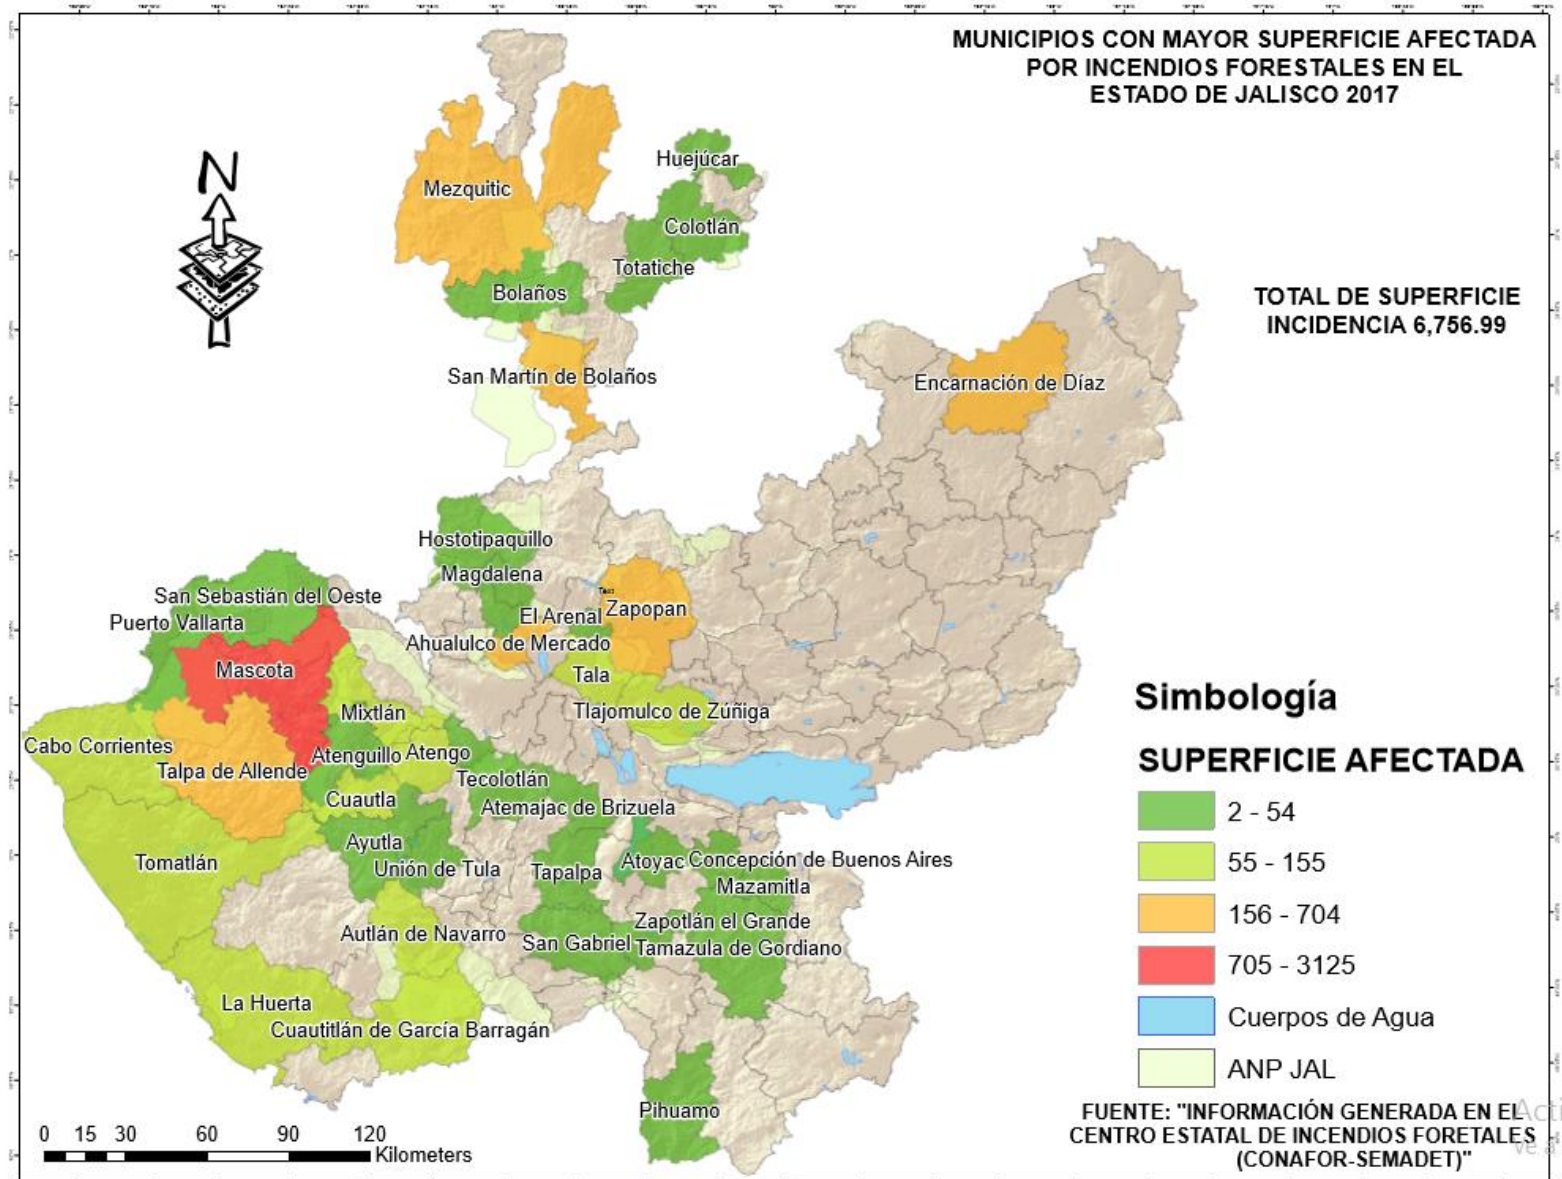 MUNICIPIOS CON MAYOR SUPERFICIE AFECTADA
POR INCENDIOS FORESTALES EN EL
ESTADO DE JALISCO 2017
N
Huejúcar
Mezquitic
Colotlán
Totatiche
Bolaños
TOTAL DE SUPERFICIE
INCIDENCIA 6,756.99
San Martín de Bolaños
Encarnación de Díaz
Hostotipaquillo
Magdalena
San Sebastián del Oeste
El Arenal
Zapopan
Puerto Vallarta
Ahualulco de Mercado
Mascota
Tala
Mixtlán
Tlajomulco de Zúñiga
Cabo Corrientes
Atenguillo
Atengo
Talpa de Allende
Tecolotlán
Cuautla
Atemajac de Brizuela
Ayutla
Tomatlán
Unión de Tula
Tapalpa
Atoyac
Concepción de Buenos Aires
Mazamitla
Zapotlán el Grande
Autlán de Navarro
San Gabriel
Tamazula de Gordiano
La Huerta
Cuautitlán de García Barragán
Pihuamo
Simbología
SUPERFICIE AFECTADA
2 - 54
55 - 155
156 - 704
705 - 3125
Cuerpos de Agua
ANP JAL
FUENTE: "INFORMACIÓN GENERADA EN EL
CENTRO ESTATAL DE INCENDIOS FORETALES
(CONAFOR-SEMADET)"
0 15 30 60 90 120
Kilometers